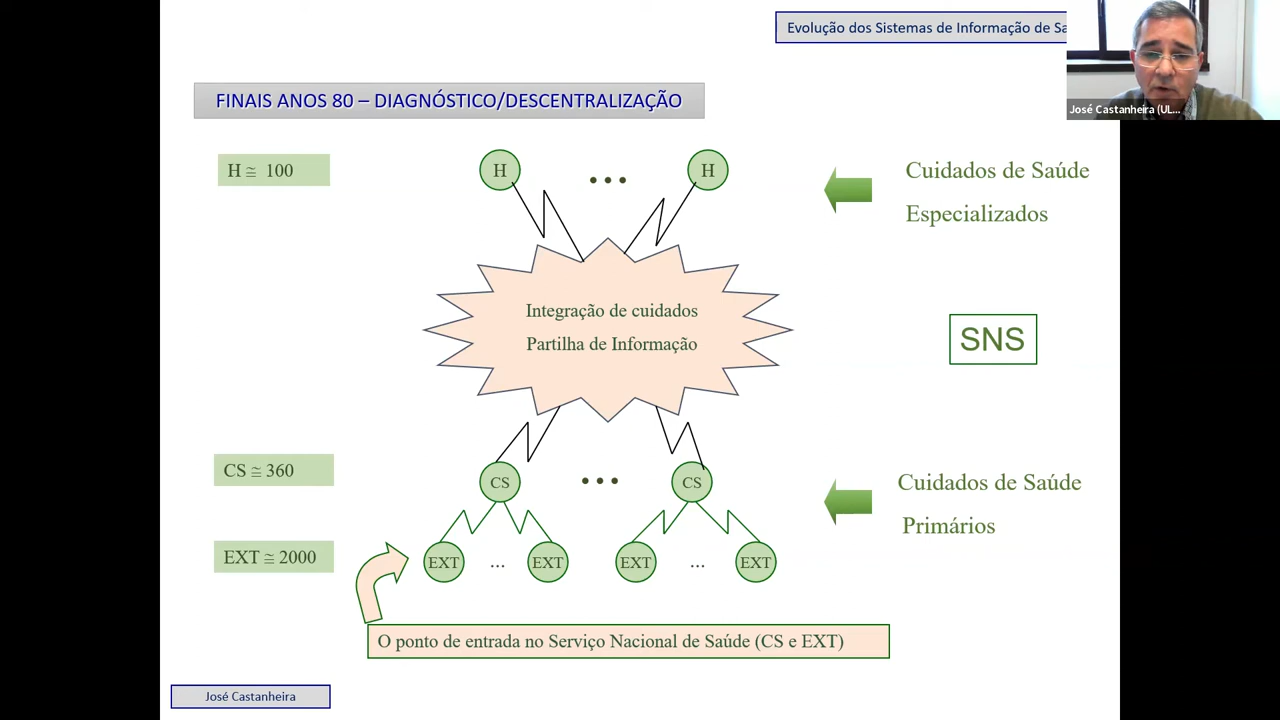 Evolução dos Sistemas de Informação de
José Castanheira (UL...
FINAIS ANOS 80 – DIAGNÓSTICO/DESCENTRALIZAÇÃO
H ≅ 100
H
...
H
Cuidados de Saúde
Especializados
Integração de cuidados
Partilha de Informação
SNS
CS ≅ 360
CS
...
CS
Cuidados de Saúde
Primários
EXT ≅ 2000
EXT
...
EXT
EXT
...
EXT
O ponto de entrada no Serviço Nacional de Saúde (CS e EXT)
José Castanheira